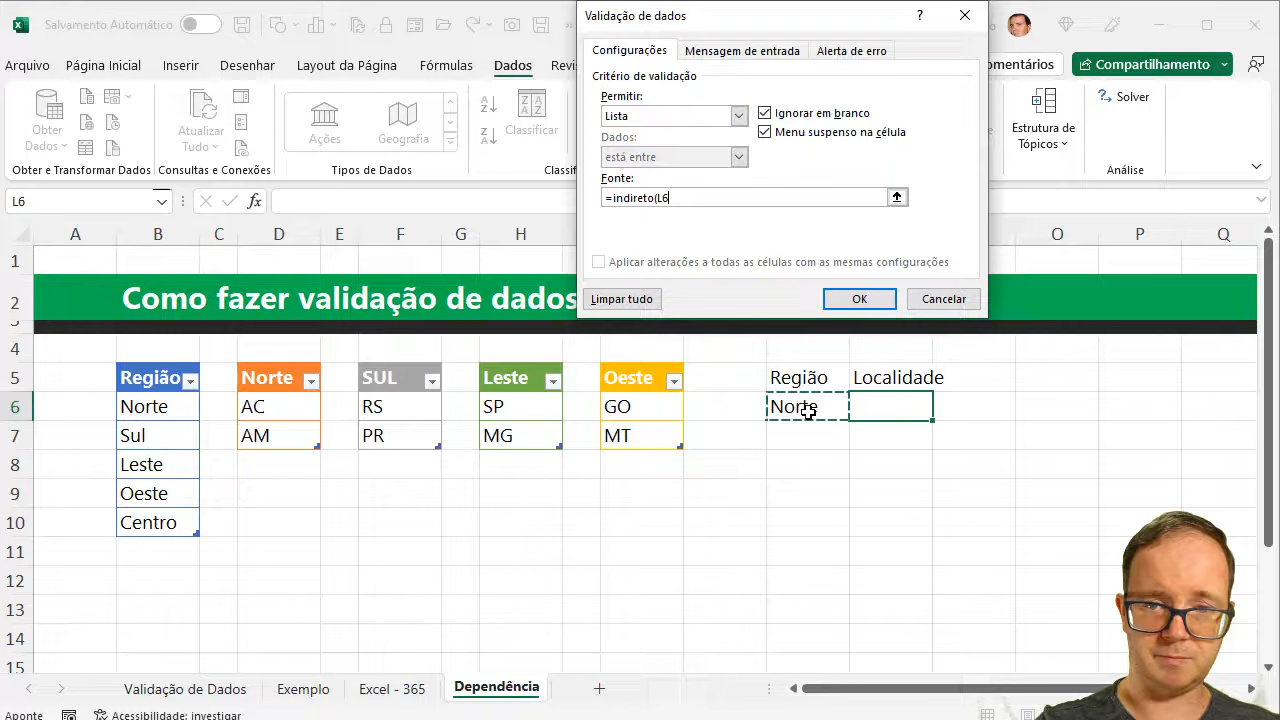 Salvamento Automático
Validação de dados
?
Configurações
Mensagem de entrada
Alerta de erro
Critério de validação
Permitir:
Lista
Ignorar em branco
Menu suspenso na célula
Dados:
está entre
Fonte:
=indireto(L6
Aplicar alterações a todas as células com as mesmas configurações
Limpar tudo
OK
Cancelar
Arquivo
Página Inicial
Inserir
Desenhar
Layout da Página
Fórmulas
Dados
Compartilhamento
Obter
Dados
Atualizar
Tudo
Ações
Geografia
Classificar
Estrutura de
Tópicos
Solver
Obter e Transformar Dados
Consultas e Conexões
Tipos de Dados
Análise
L6
fx
A B C D E F G H O P Q
1
2 Como fazer validação de dados
4
5 Região Norte SUL Leste Oeste Região Localidade
6 Norte AC RS SP GO Norte
7 Sul AM PR MG MT
8 Leste
9 Oeste
10 Centro
11
12
13
14
15
Validação de Dados
Exemplo
Excel - 365
Dependência
Aponte
Acessibilidade: investigar